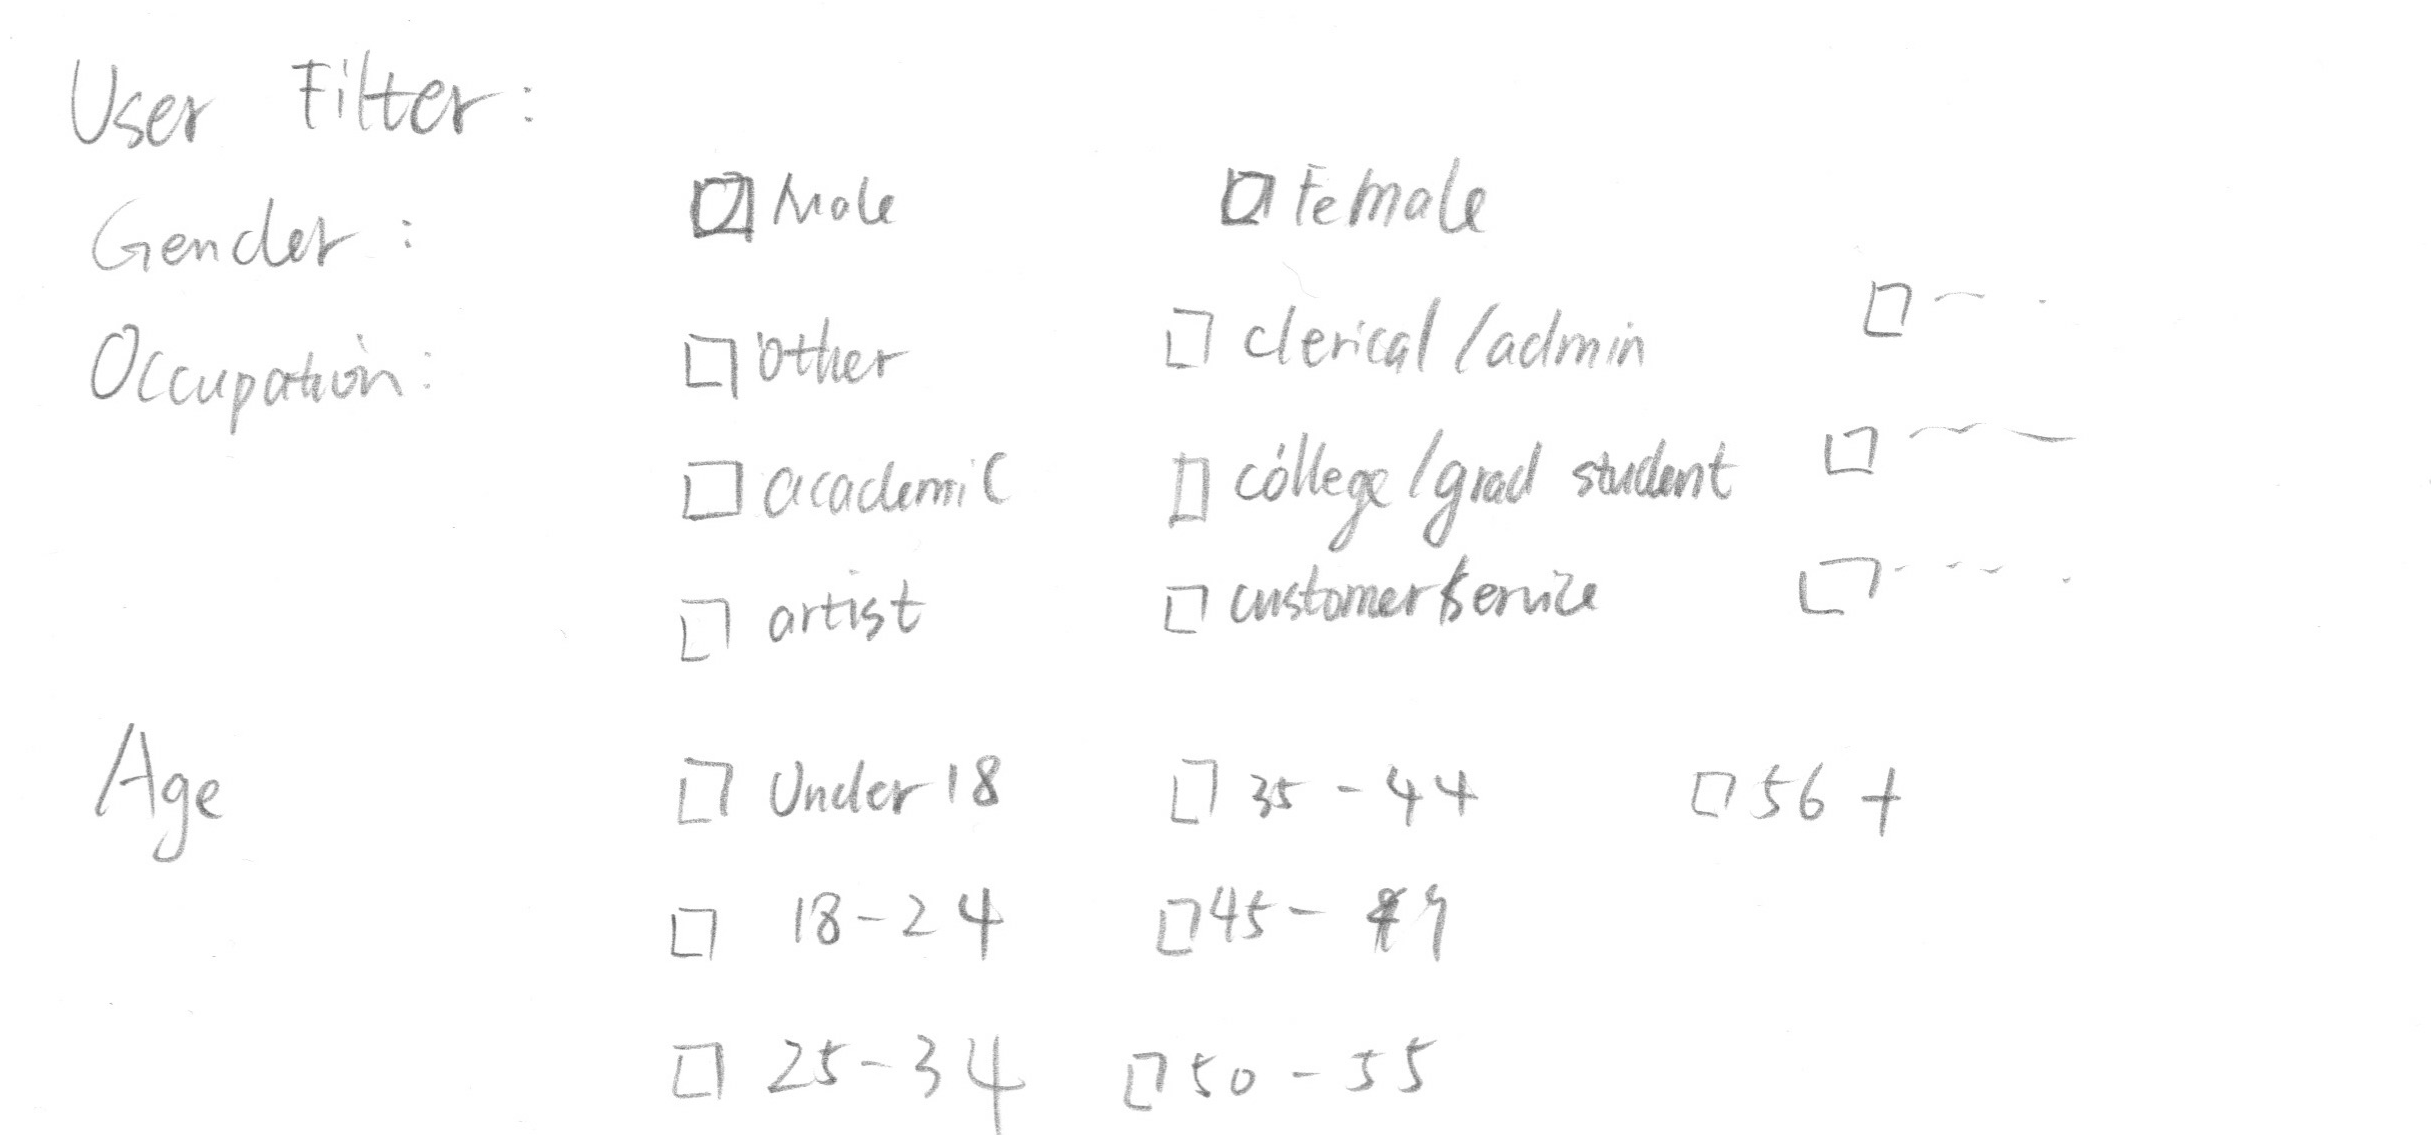 User Filter:
Gender: Male Female
Occupation: other clerical/admin
academic college/grad student
artist customer/service
Age Under 18 35-44 56+
18-24 45-49
25-34 50-55